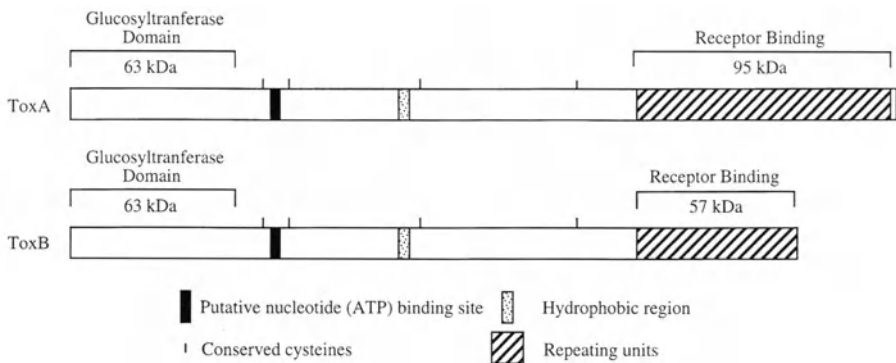 Glucosyltranferase
Domain
63 kDa
Receptor Binding
95 kDa
ToxA
Glucosyltranferase
Domain
63 kDa
Receptor Binding
57 kDa
ToxB
Putative nucleotide (ATP) binding site
Hydrophobic region
Conserved cysteines
Repeating units